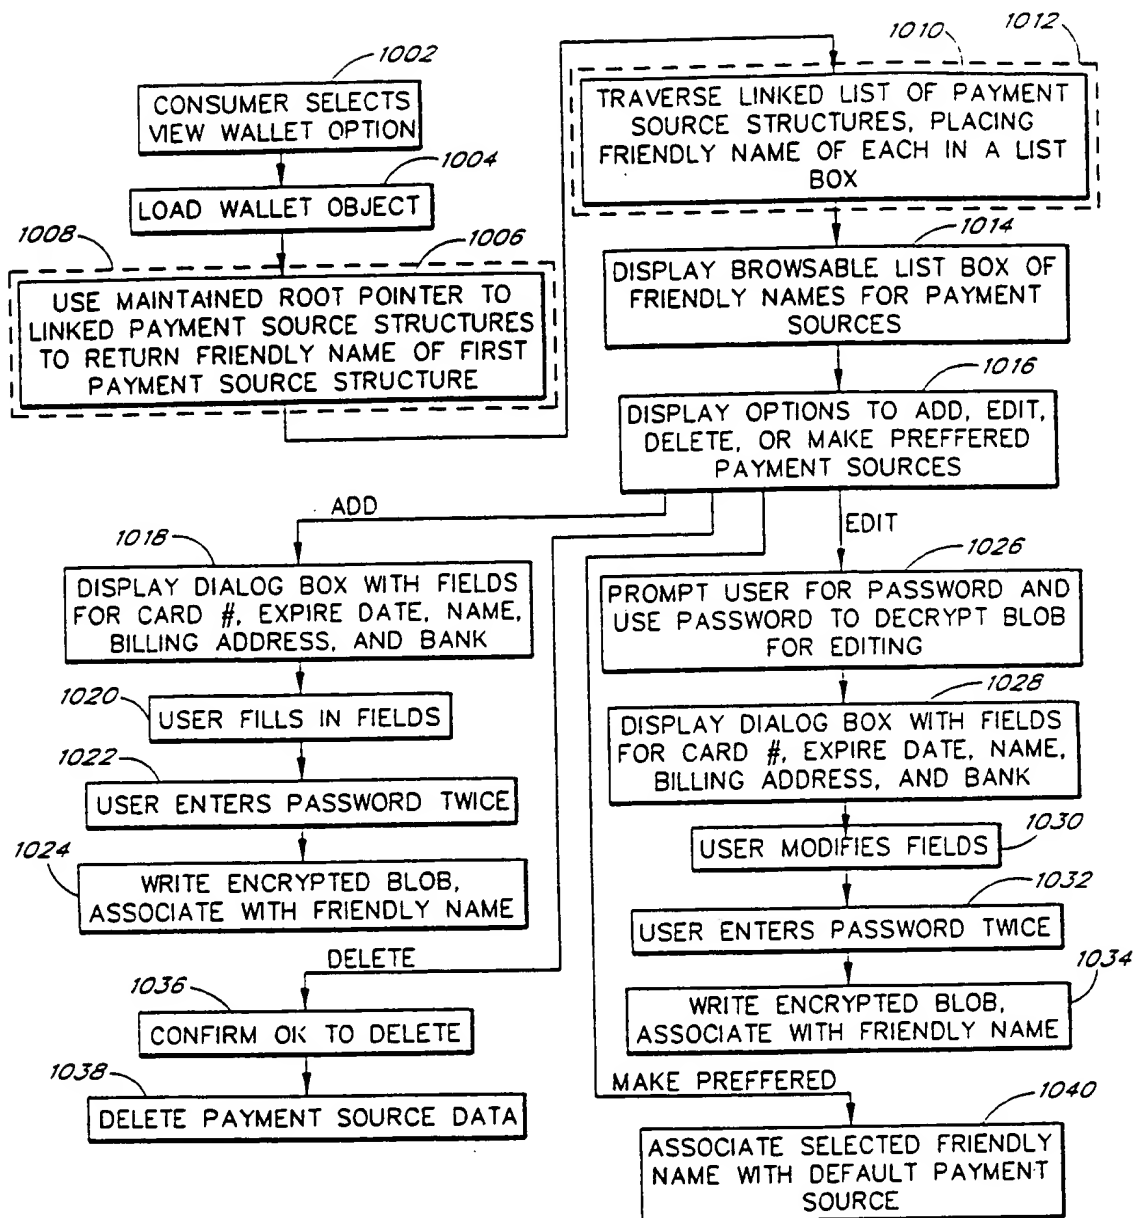 1002
CONSUMER SELECTS
VIEW WALLET OPTION
1004
LOAD WALLET OBJECT
1008
1006
USE MAINTAINED ROOT POINTER TO
LINKED PAYMENT SOURCE STRUCTURES
TO RETURN FRIENDLY NAME OF FIRST
PAYMENT SOURCE STRUCTURE
1010
1012
TRAVERSE LINKED LIST OF PAYMENT
SOURCE STRUCTURES, PLACING
FRIENDLY NAME OF EACH IN A LIST
BOX
1014
DISPLAY BROWSABLE LIST BOX OF
FRIENDLY NAMES FOR PAYMENT
SOURCES
1016
DISPLAY OPTIONS TO ADD, EDIT,
DELETE, OR MAKE PREFFERED
PAYMENT SOURCES
ADD
1018
DISPLAY DIALOG BOX WITH FIELDS
FOR CARD #, EXPIRE DATE, NAME,
BILLING ADDRESS, AND BANK
1020
USER FILLS IN FIELDS
1022
USER ENTERS PASSWORD TWICE
1024
WRITE ENCRYPTED BLOB,
ASSOCIATE WITH FRIENDLY NAME
DELETE
1036
CONFIRM OK TO DELETE
1038
DELETE PAYMENT SOURCE DATA
EDIT
1026
PROMPT USER FOR PASSWORD AND
USE PASSWORD TO DECRYPT BLOB
FOR EDITING
1028
DISPLAY DIALOG BOX WITH FIELDS
FOR CARD #, EXPIRE DATE, NAME,
BILLING ADDRESS, AND BANK
1030
USER MODIFIES FIELDS
1032
USER ENTERS PASSWORD TWICE
1034
WRITE ENCRYPTED BLOB,
ASSOCIATE WITH FRIENDLY NAME
MAKE PREFFERED
1040
ASSOCIATE SELECTED FRIENDLY
NAME WITH DEFAULT PAYMENT
SOURCE